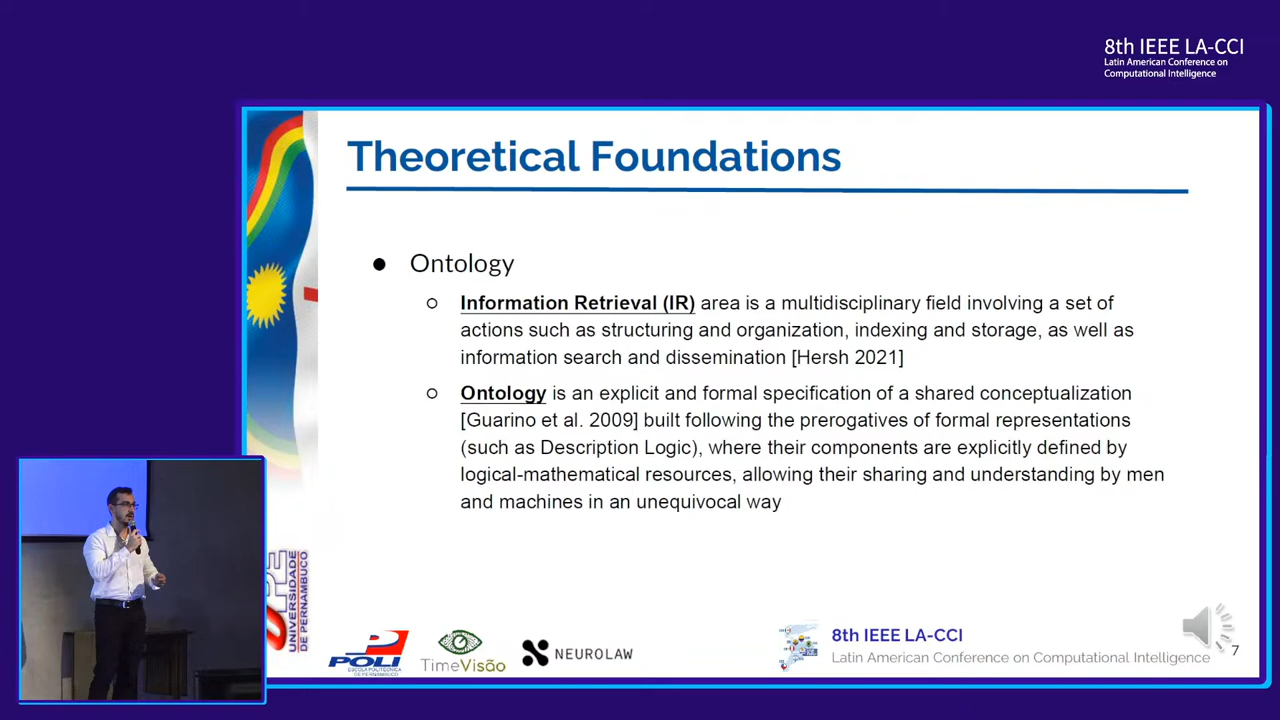 8th IEEE LA-CCI
Latin American Conference on
Computational Intelligence
Theoretical Foundations
● Ontology
○ Information Retrieval (IR) area is a multidisciplinary field involving a set of
actions such as structuring and organization, indexing and storage, as well as
information search and dissemination [Hersh 2021]
○ Ontology is an explicit and formal specification of a shared conceptualization
[Guarino et al. 2009] built following the prerogatives of formal representations
(such as Description Logic), where their components are explicitly defined by
logical-mathematical resources, allowing their sharing and understanding by men
and machines in an unequivocal way
UNIVERSIDADE
DE PERNAMBUCO
POLI
ESCOLA POLITÉCNICA
DE PERNAMBUCO
TimeVisão
NEUROLAW
8th IEEE LA-CCI
Latin American Conference on Computational Intelligence
7